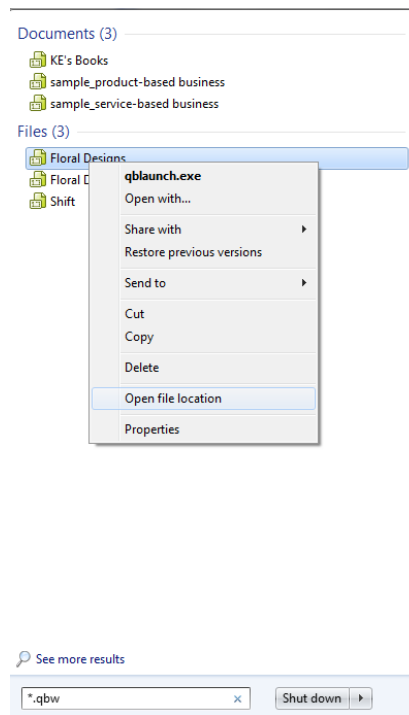 Documents (3)
KE's Books
sample_product-based business
sample_service-based business
Files (3)
Floral Designs
Floral D
Shift
qblaunch.exe
Open with...
Share with
Restore previous versions
Send to
Cut
Copy
Delete
Open file location
Properties
See more results
*.qbw
Shut down